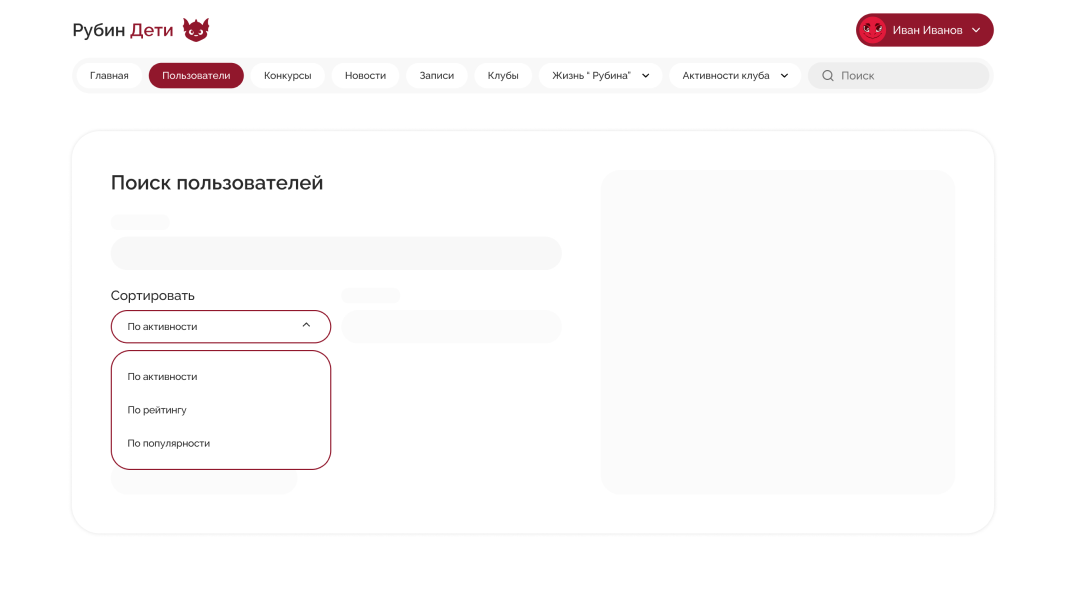 Рубин Дети
Иван Иванов
Главная
Пользователи
Конкурсы
Новости
Записи
Клубы
Жизнь " Рубина"
Активности клуба
Поиск
Поиск пользователей
Сортировать
По активности
По активности
По рейтингу
По популярности